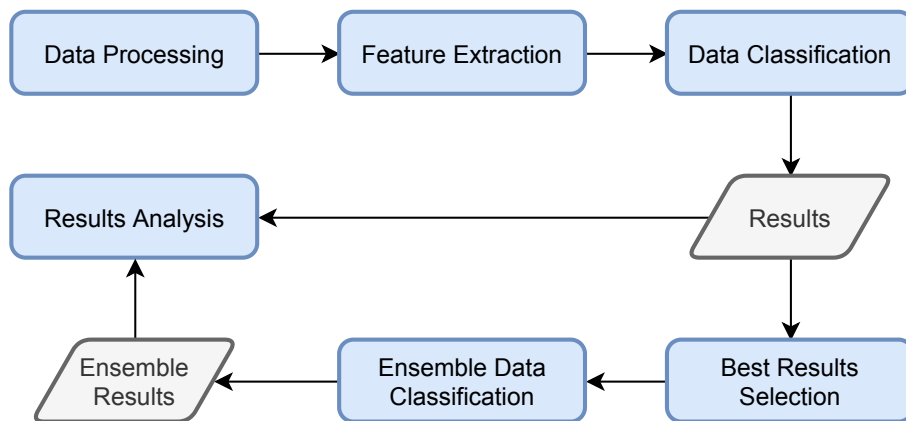 Data Processing
Feature Extraction
Data Classification
Results Analysis
Results
Ensemble
Results
Ensemble Data
Classification
Best Results
Selection